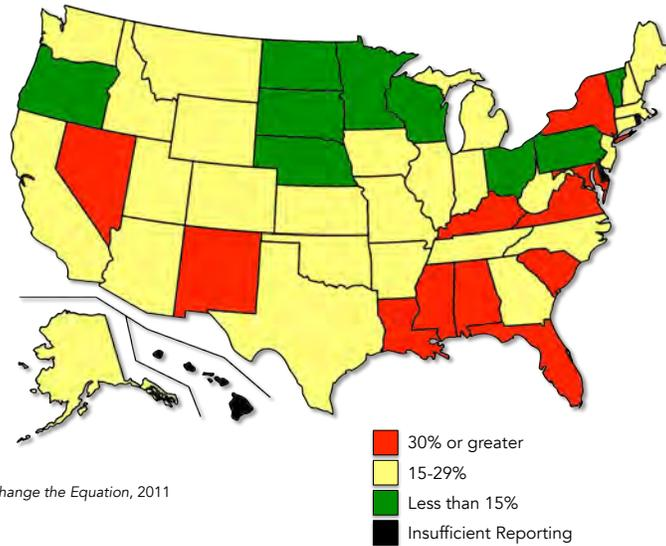 30% or greater
15-29%
hange the Equation, 2011
Less than 15%
Insufficient Reporting